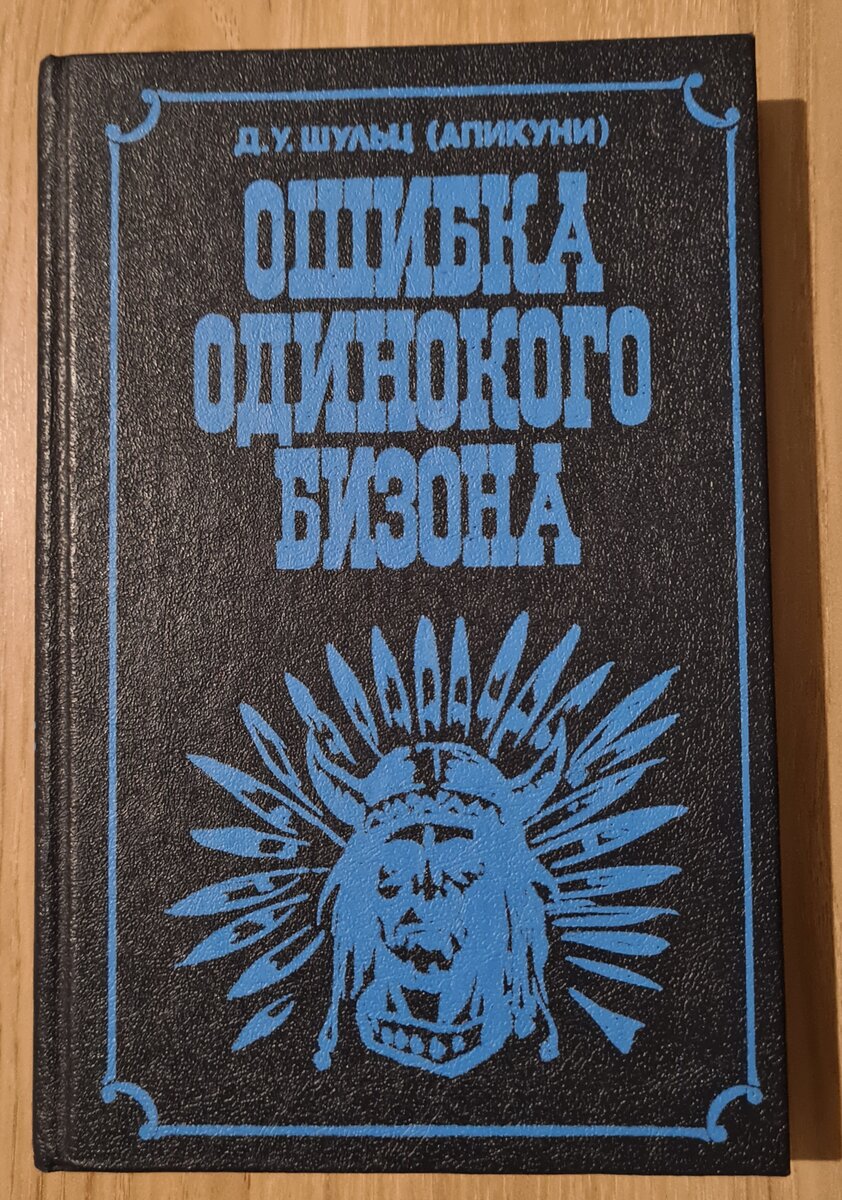 Д.У. ШУЛЬЦ (АПИКУНИ)
ОШИБКА
ОДИНОКОГО
БИЗОНА